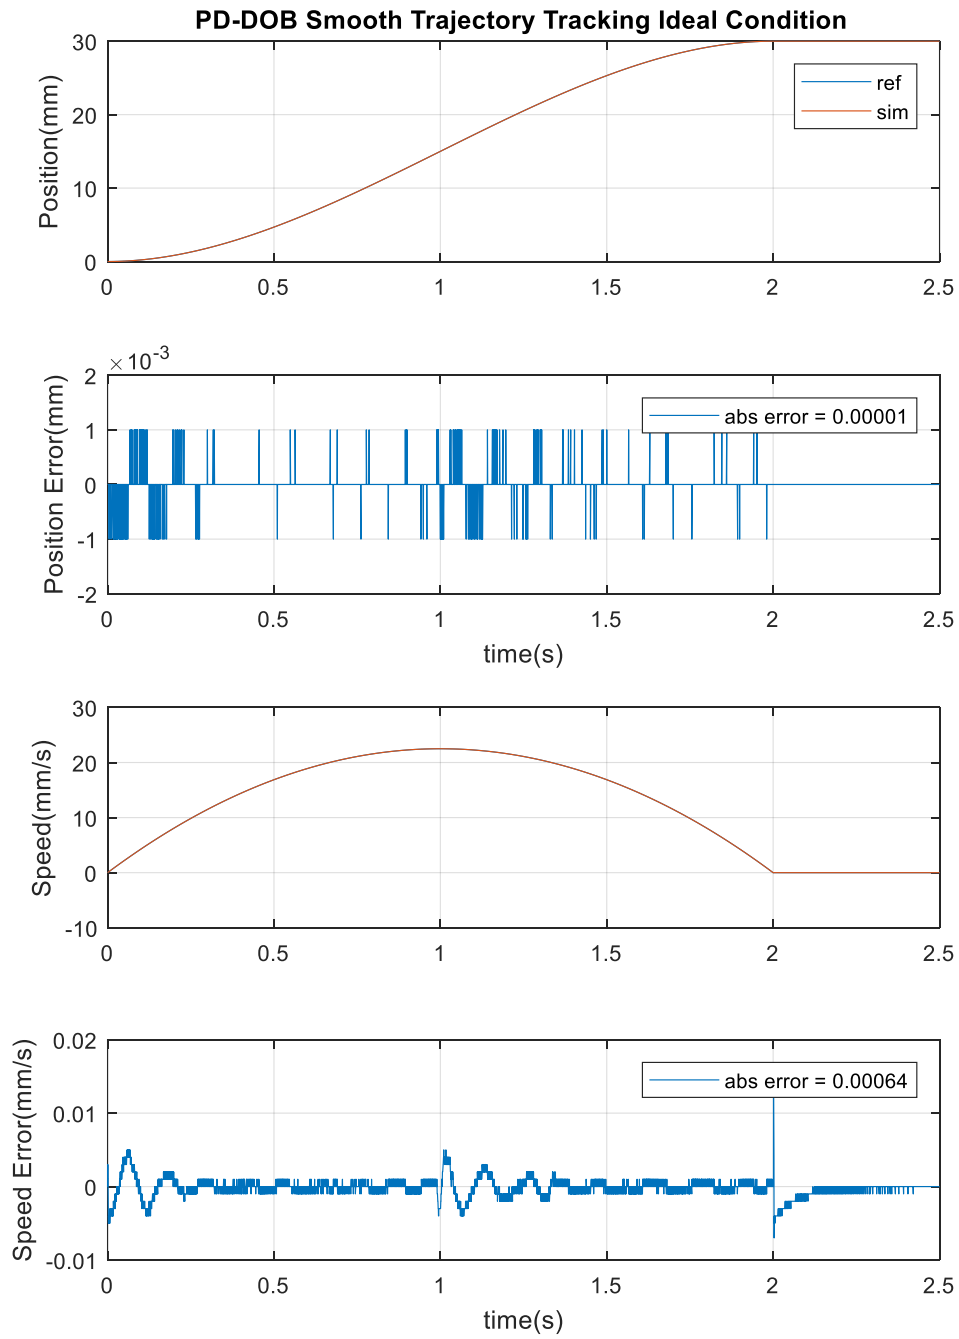 PD-DOB Smooth Trajectory Tracking Ideal Condition
Position(mm)
30
20
10
0
0 0.5 1 1.5 2 2.5
ref
sim
×10-3
Position Error(mm)
2
1
0
-1
-2
0 0.5 1 1.5 2 2.5
time(s)
abs error = 0.00001
Speed(mm/s)
30
20
10
0
-10
0 0.5 1 1.5 2 2.5
Speed Error(mm/s)
0.02
0.01
0
-0.01
0 0.5 1 1.5 2 2.5
time(s)
abs error = 0.00064